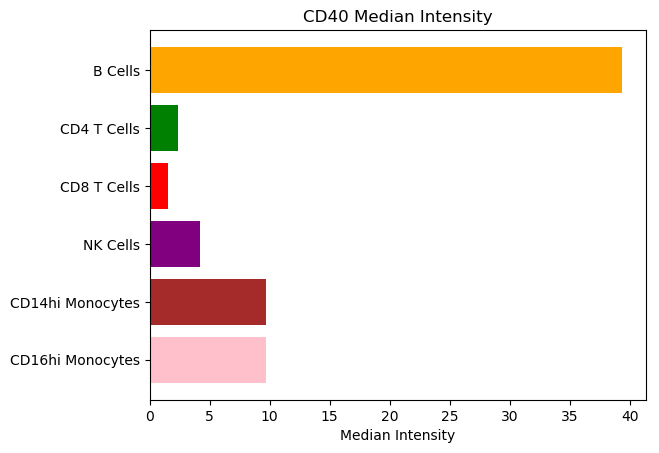 CD40 Median Intensity
B Cells
CD4 T Cells
CD8 T Cells
NK Cells
CD14hi Monocytes
CD16hi Monocytes
0 5 10 15 20 25 30 35 40
Median Intensity